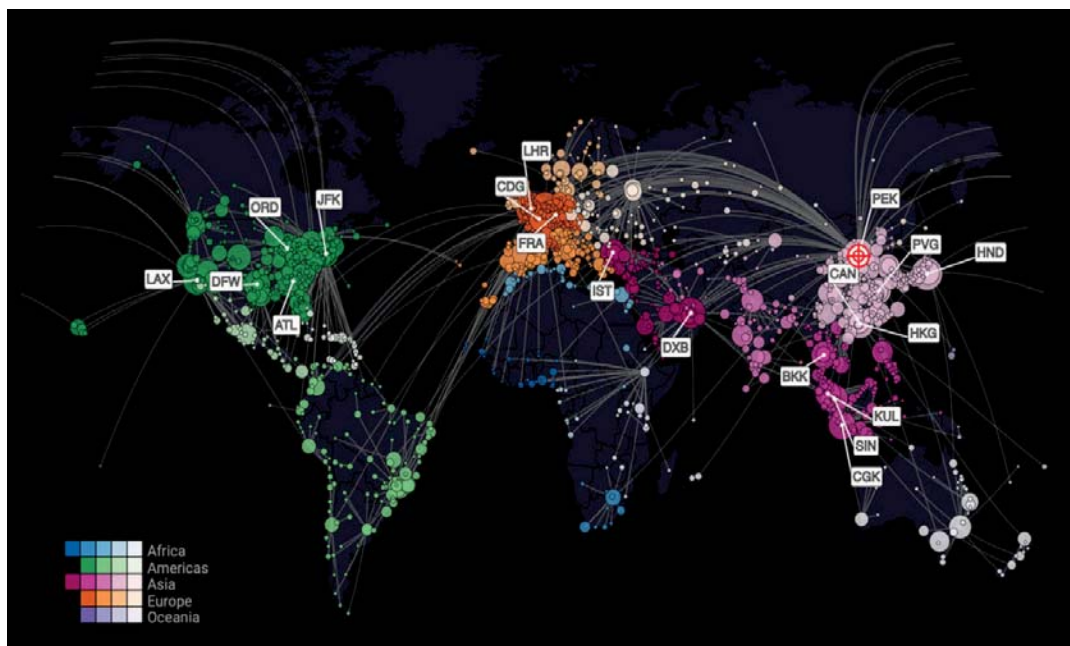 LHR
CDG
JFK
ORD
PEK
FRA
PVG
HND
LAX
DFW
CAN
IST
ATL
HKG
DXB
BKK
KUL
SIN
CGK
Africa
Americas
Asia
Europe
Oceania